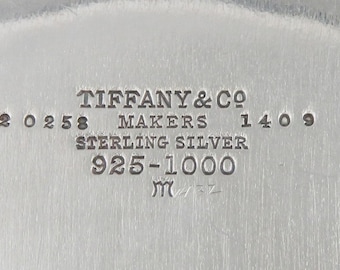 TIFFANY & Co
20258 MAKERS 1409
STERLING SILVER
925-1000
m